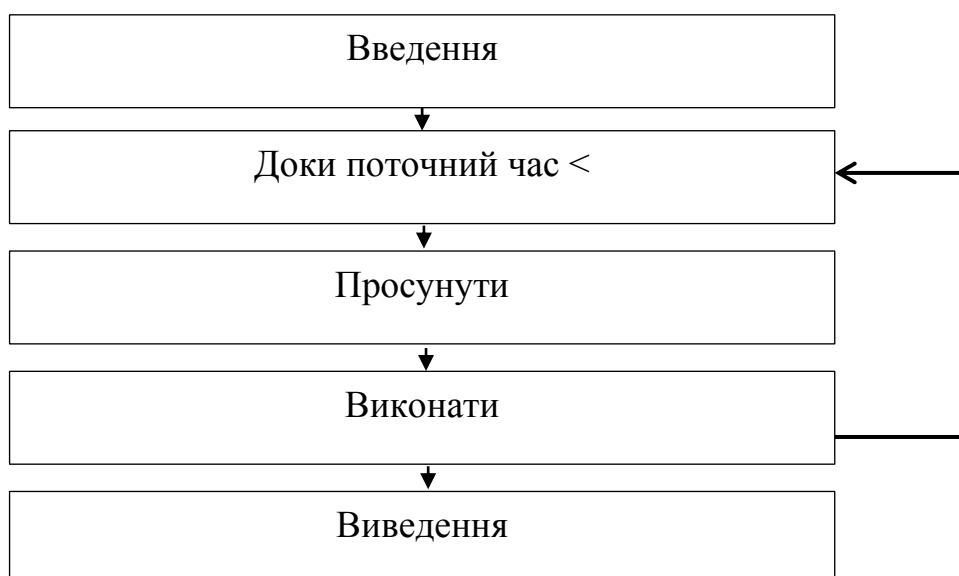 Введення
Доки поточний час <
Просунути
Виконати
Виведення